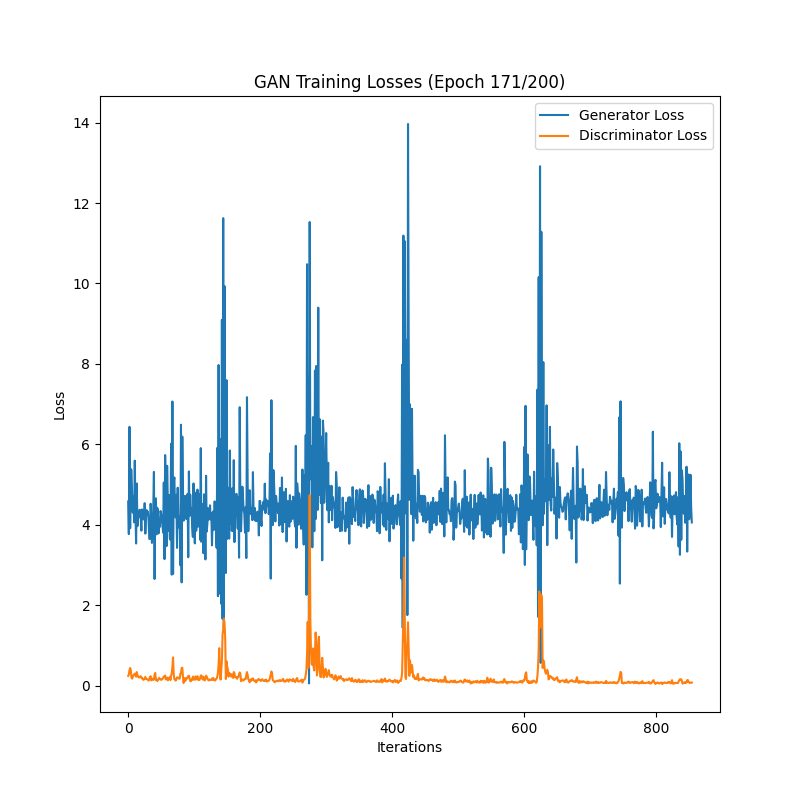 GAN Training Losses (Epoch 171/200)
Generator Loss
Discriminator Loss
14
12
10
8
6
4
2
0
Loss
0 200 400 600 800
Iterations